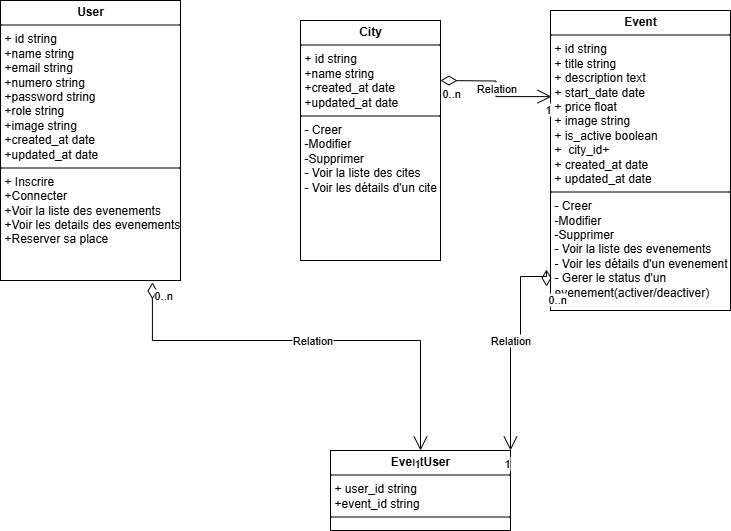 User
+ id string
+name string
+email string
+numero string
+password string
+role string
+image string
+created_at date
+updated_at date
+ Inscrire
+Connecter
+Voir la liste des evenements
+Voir les details des evenements
+Reserver sa place
0..n
City
+ id string
+name string
+created_at date
+updated_at date
- Creer
-Modifier
-Supprimer
- Voir la liste des cites
- Voir les détails d'un cite
0..n
Relation
1
Event
+ id string
+ title string
+ description text
+ start_date date
+ price float
+ image string
+ is_active boolean
+  city_id+
+ created_at date
+ updated_at date
- Creer
-Modifier
-Supprimer
- Voir la liste des evenements
- Voir les détails d'un evenement
- Gerer le status d'un
evenement(activer/deactiver)
0..n
Relation
Relation
EventUser
1
1
+ user_id string
+event_id string